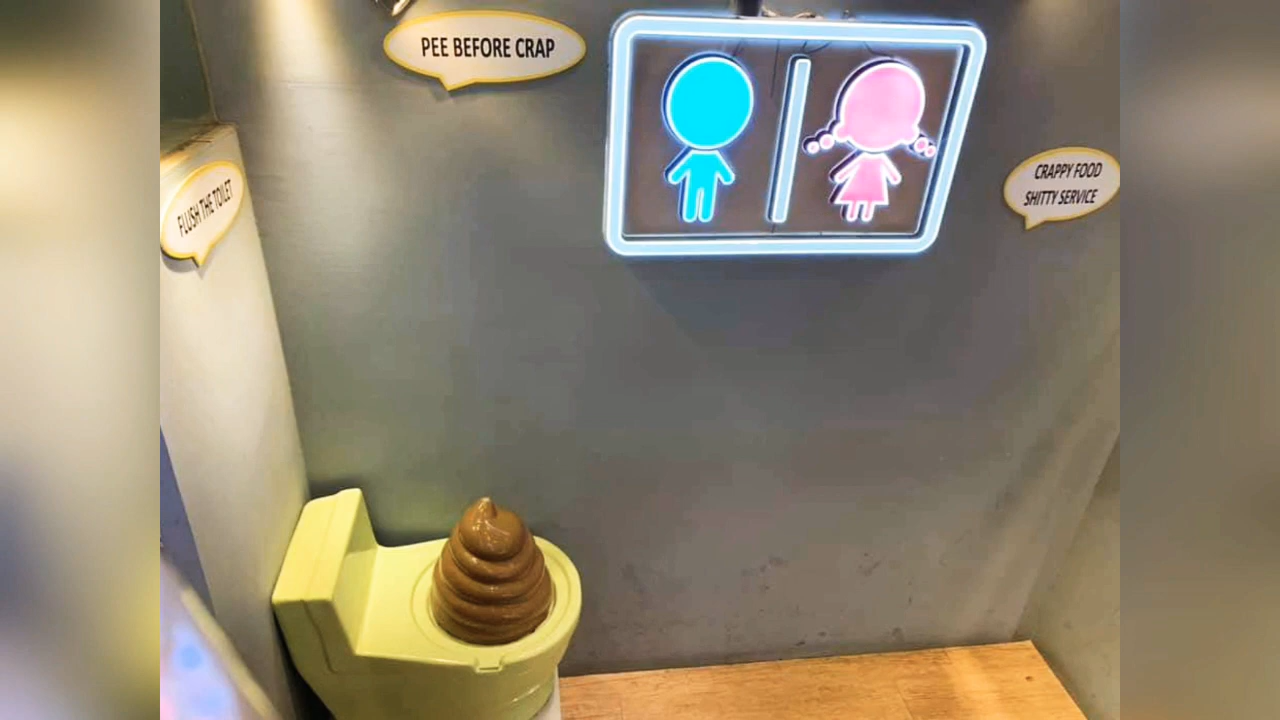 PEE BEFORE CRAP
FLUSH THE TOILET
CRAPPY FOOD
SHITTY SERVICE